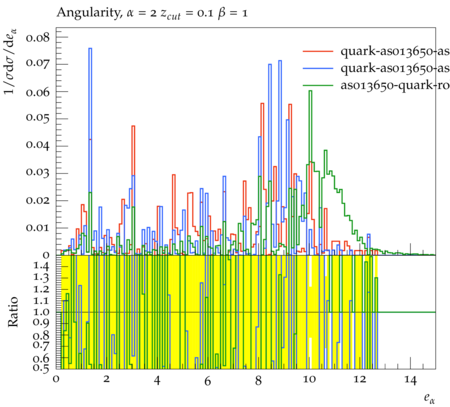 Angularity, α = 2 z_cut = 0.1 β = 1
1/σdσ/de_α
0.08
0.07
0.06
0.05
0.04
0.03
0.02
0.01
0
quark-as013650-as
quark-as013650-as
as013650-quark-ro
Ratio
1.4
1.3
1.2
1.1
1.0
0.9
0.8
0.7
0.6
0.5
0 2 4 6 8 10 12 14
e_α